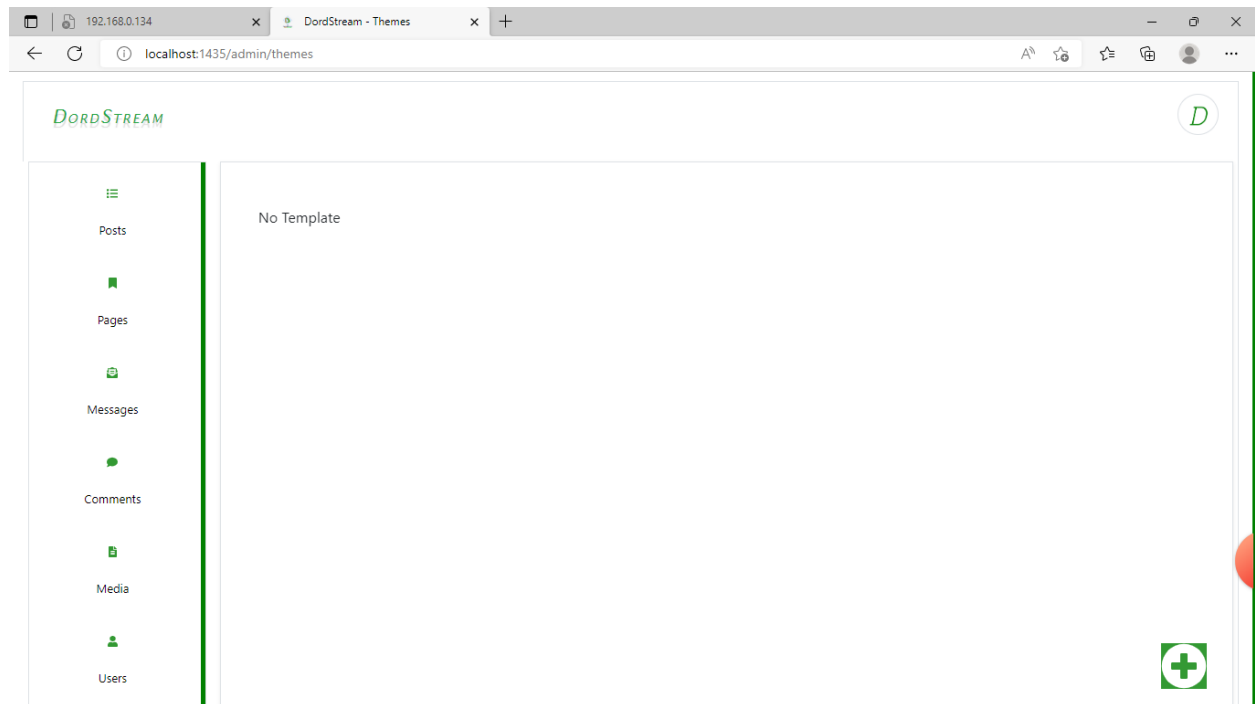 192.168.0.134
DordStream - Themes
localhost:1435/admin/themes
DORDSTREAM
D
Posts
No Template
Pages
Messages
Comments
Media
Users